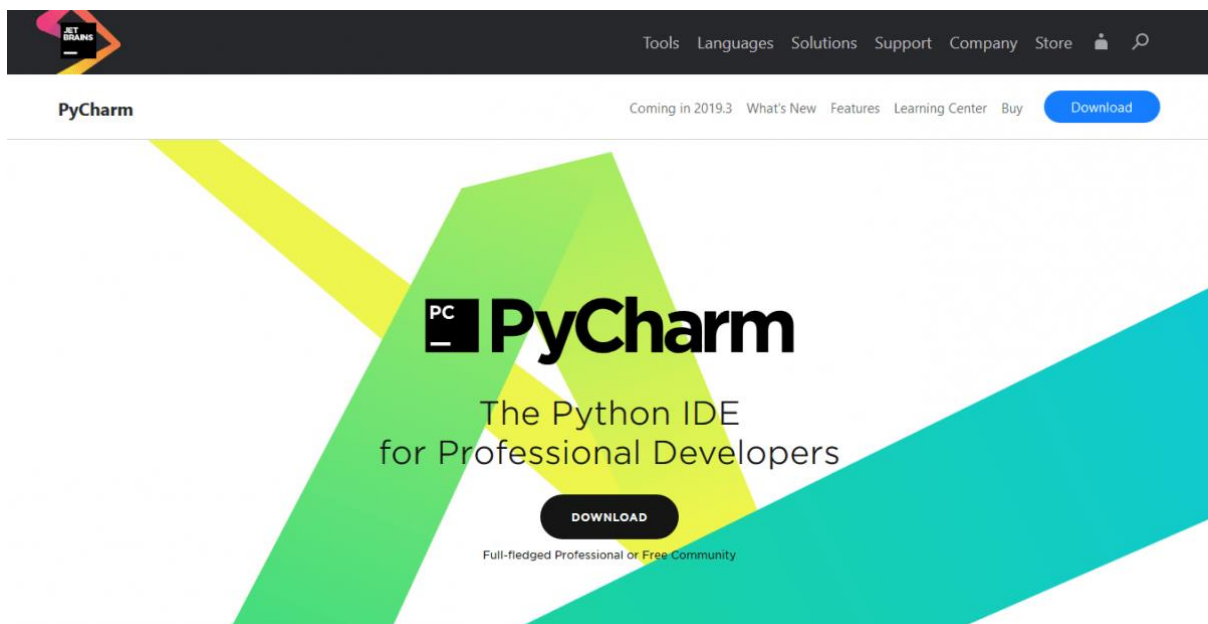 JET
BRAINS
Tools Languages Solutions Support Company Store
PyCharm
Coming in 2019.3 What's New Features Learning Center Buy Download
PC
PyCharm
The Python IDE
for Professional Developers
DOWNLOAD
Full-fledged Professional or Free Community